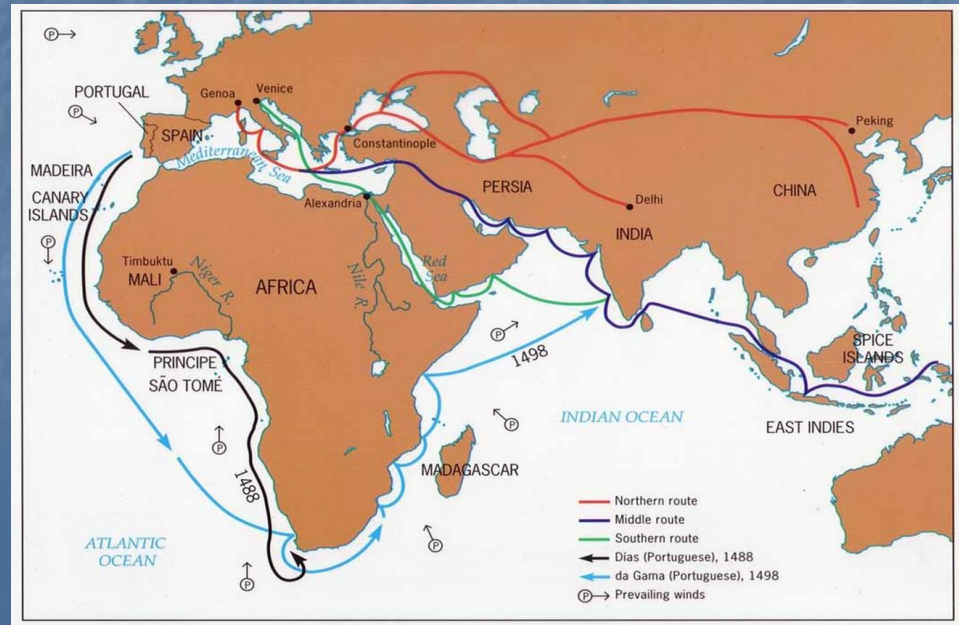 PORTUGAL
Genoa
Venice
SPAIN
Constantinople
Peking
Mediterranean Sea
MADEIRA
CANARY
ISLANDS
PERSIA
CHINA
Alexandria
Delhi
INDIA
Timbuktu
MALI
Niger R.
AFRICA
Nile R.
Red
Sea
1498
SPICE
ISLANDS
PRINCIPE
SÃO TOMÉ
INDIAN OCEAN
EAST INDIES
MADAGASCAR
1488
ATLANTIC
OCEAN
P
P
P
P
P
P
P
P
Northern route
Middle route
Southern route
Días (Portuguese), 1488
da Gama (Portuguese), 1498
P Prevailing winds